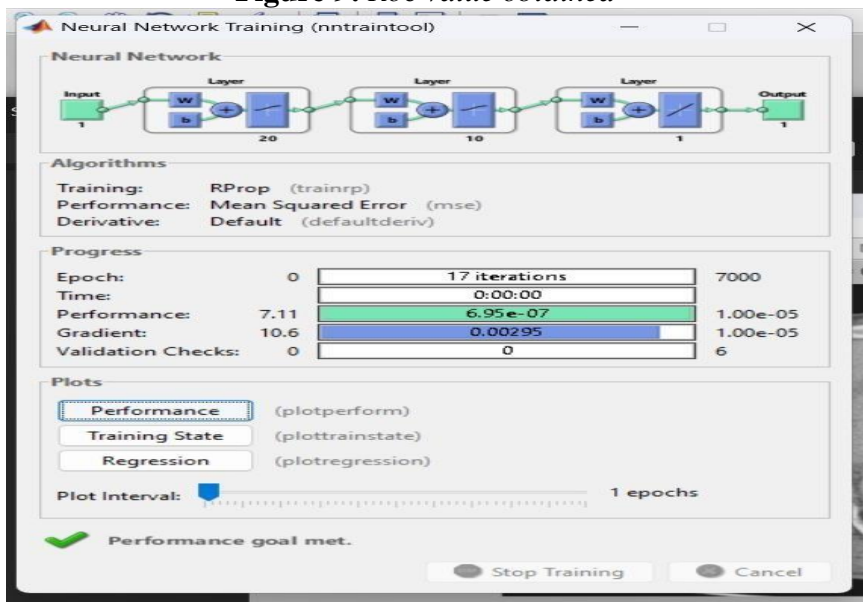 Neural Network Training (nntraintool)
Neural Network
Layer Layer Layer
Input Output
W W W
b b b
1 20 10 1 1
Algorithms
Training: RProp (trainrp)
Performance: Mean Squared Error (mse)
Derivative: Default (defaultderiv)
Progress
Epoch: 0 17 iterations 7000
Time: 0:00:00
Performance: 7.11 6.95e-07 1.00e-05
Gradient: 10.6 0.00295 1.00e-05
Validation Checks: 0 0 6
Plots
Performance (plotperform)
Training State (plottrainstate)
Regression (plotregression)
Plot Interval: 1 epochs
Performance goal met.
Stop Training Cancel